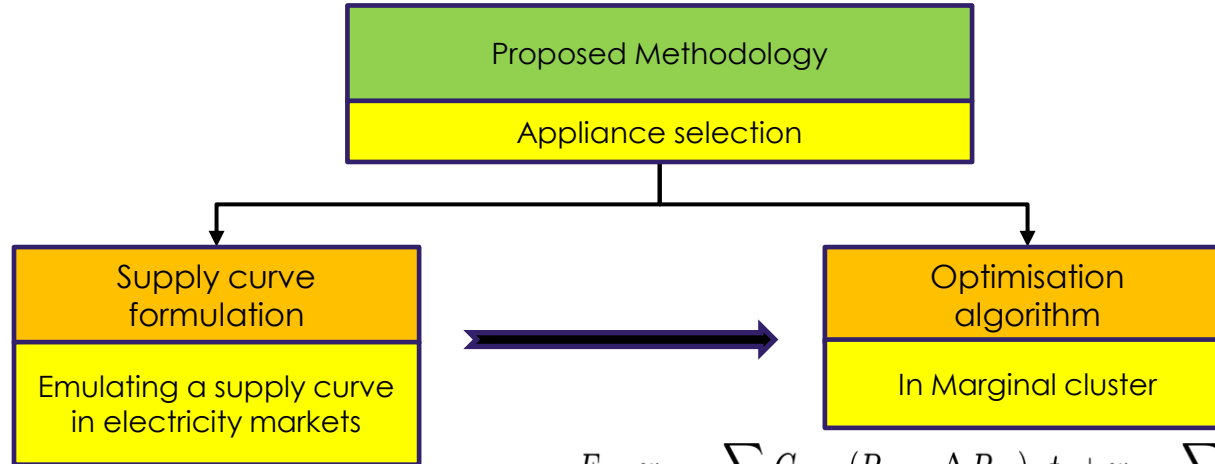 Proposed Methodology
Appliance selection
Supply curve
formulation
Emulating a supply curve
in electricity markets
Optimisation
algorithm
In Marginal cluster